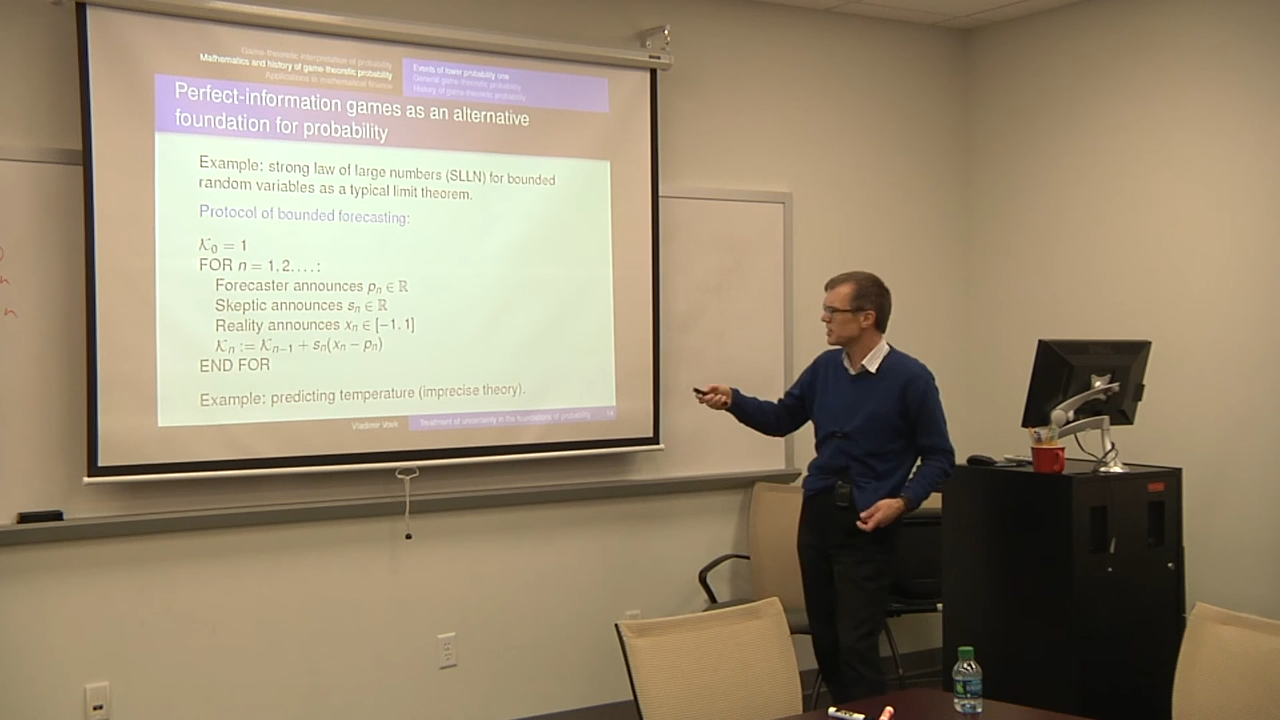 Game-theoretic interpretation of probability
Mathematics and history of game-theoretic probability
Applications in mathematical finance
Events of lower probability one
General game-theoretic probability
History of game-theoretic probability
Perfect-information games as an alternative
foundation for probability
Example: strong law of large numbers (SLLN) for bounded
random variables as a typical limit theorem.
Protocol of bounded forecasting:
𝒦₀ = 1
FOR n = 1, 2, . . . :
Forecaster announces pₙ ∈ ℝ
Skeptic announces sₙ ∈ ℝ
Reality announces xₙ ∈ [−1, 1]
𝒦ₙ := 𝒦ₙ₋₁ + sₙ(xₙ − pₙ)
END FOR
Example: predicting temperature (imprecise theory).
Vladimir Vovk
Treatment of uncertainty in the foundations of probability
14